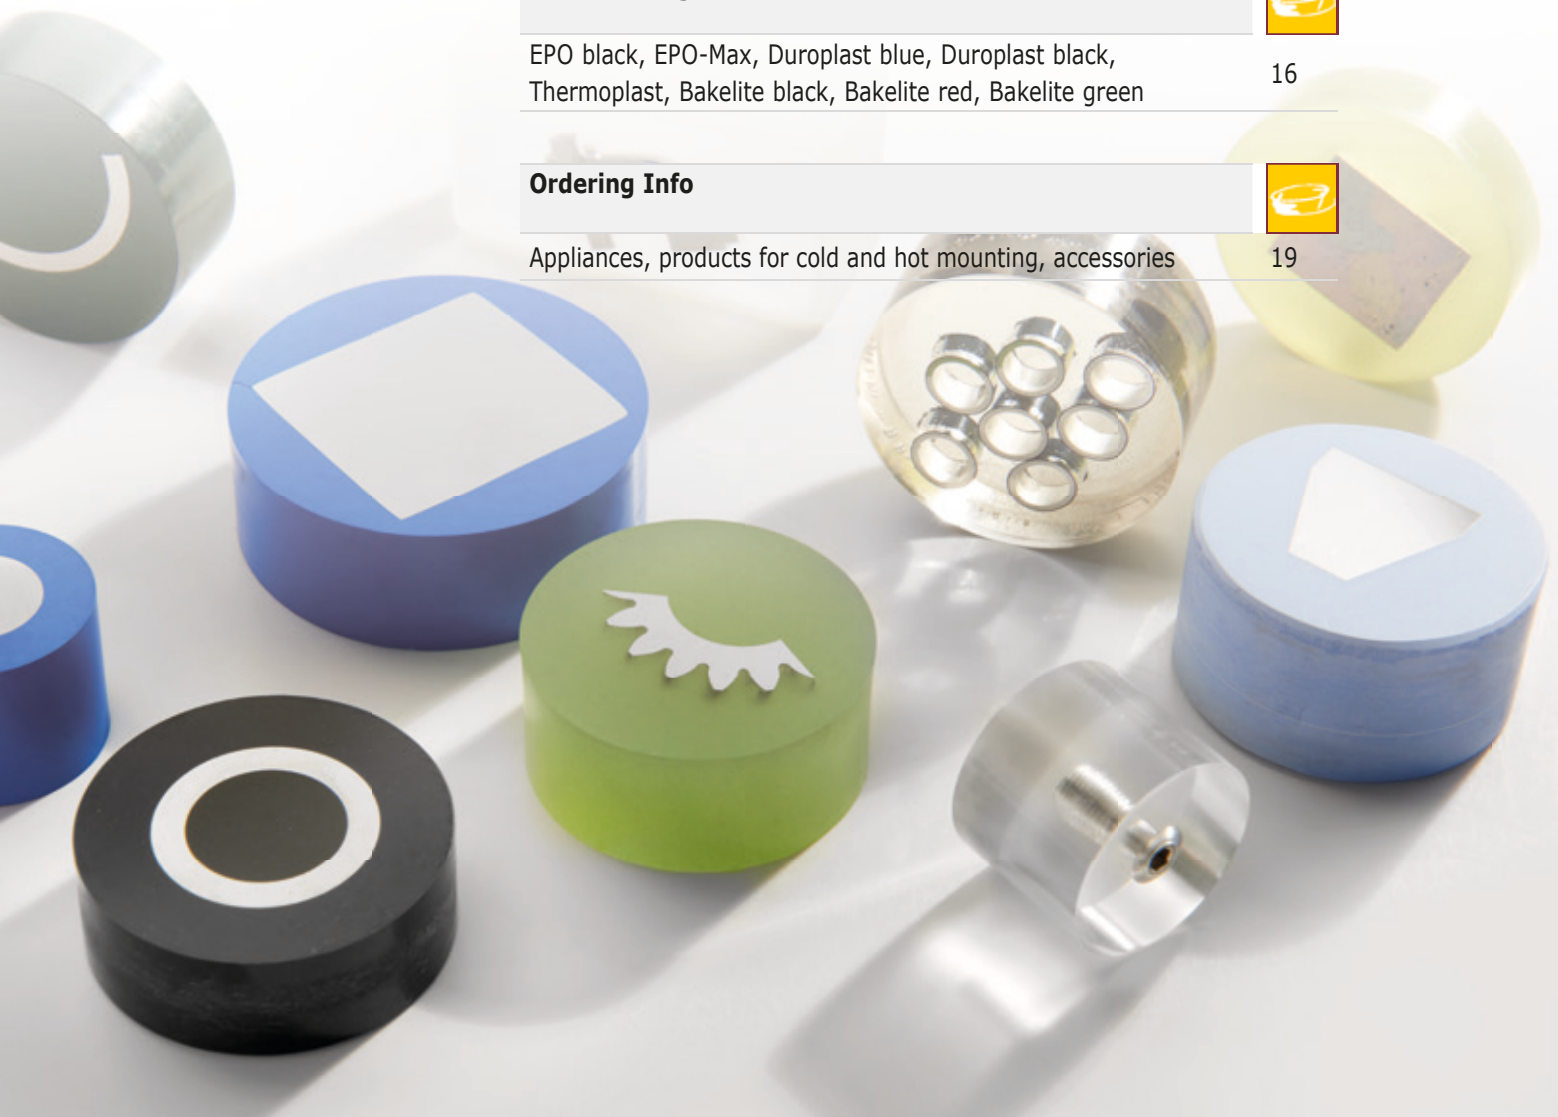 EPO black, EPO-Max, Duroplast blue, Duroplast black,
Thermoplast, Bakelite black, Bakelite red, Bakelite green
16
Ordering Info
Appliances, products for cold and hot mounting, accessories
19